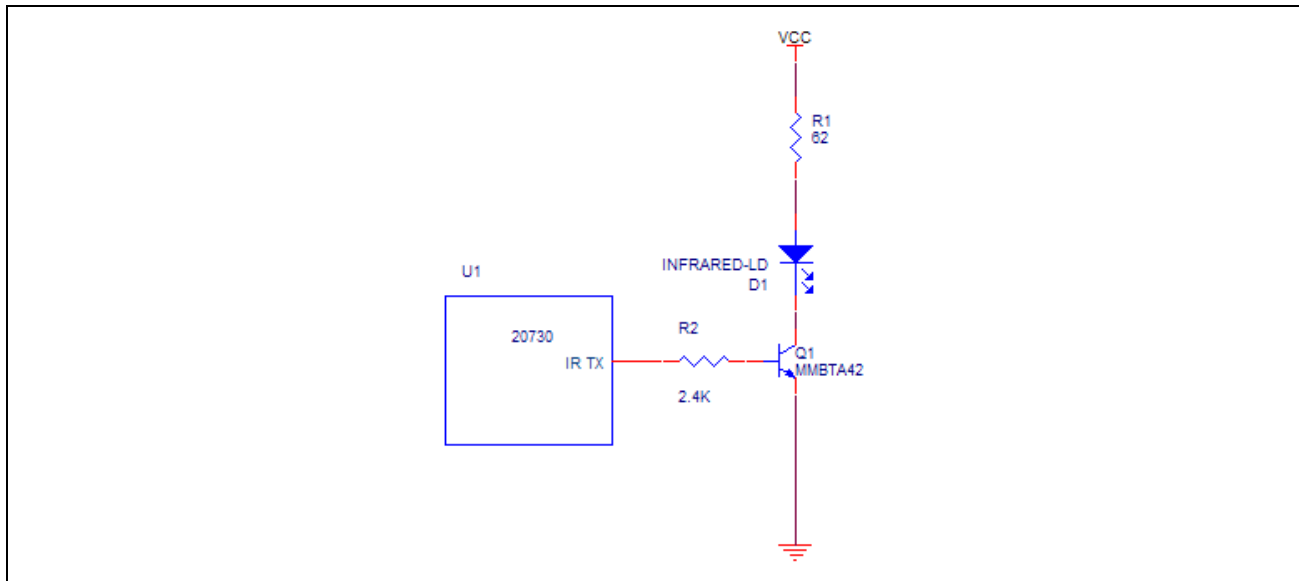 VCC
R1
62
INFRARED-LD
D1
U1
20730
IR TX
R2
2.4K
Q1
MMBTA42